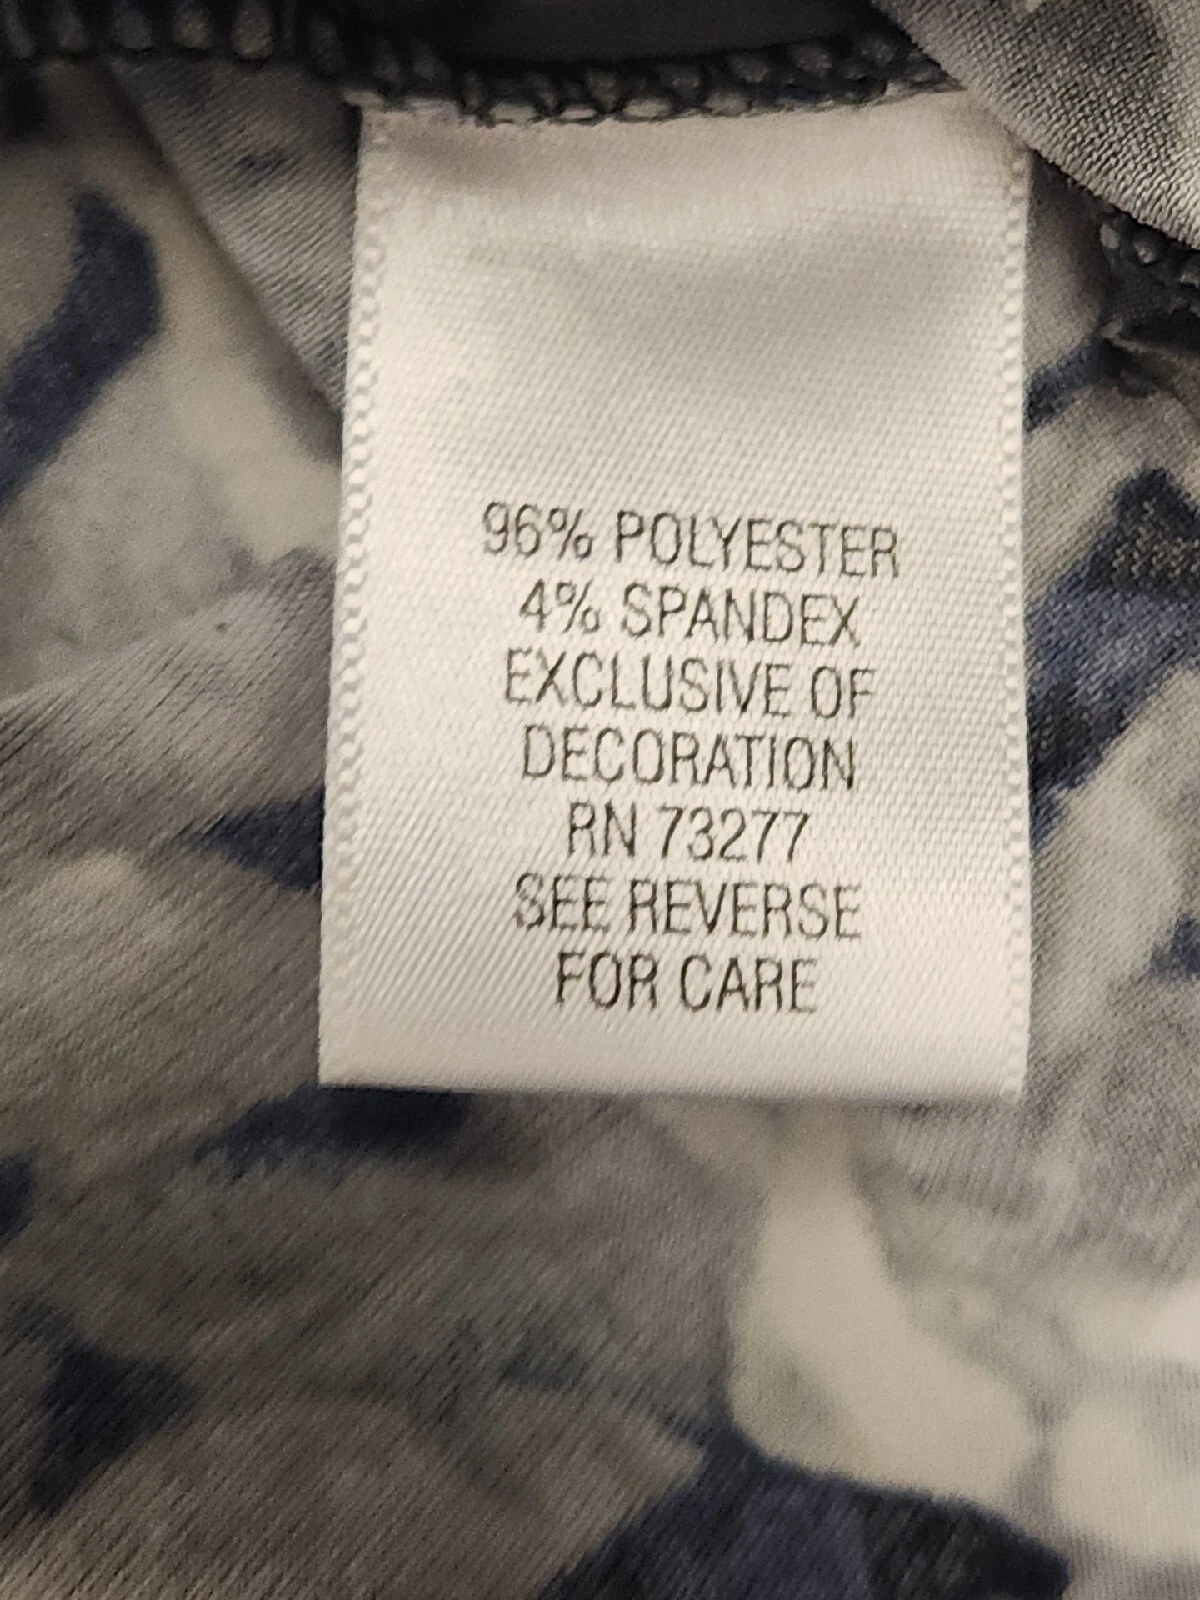 96% POLYESTER
4% SPANDEX
EXCLUSIVE OF
DECORATION
RN 73277
SEE REVERSE
FOR CARE